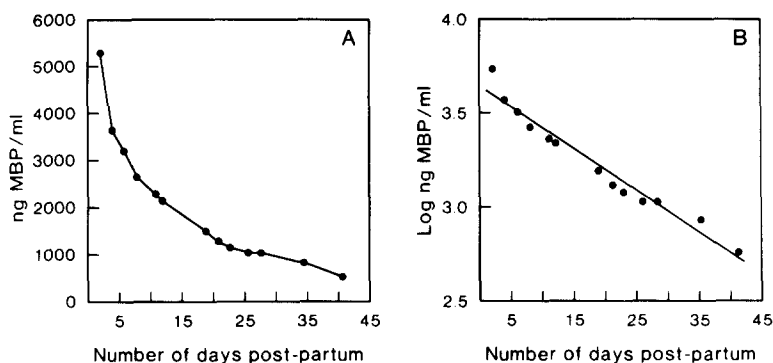 A
6000
5000
4000
3000
2000
1000
0
ng MBP/ml
5 15 25 35 45
Number of days post-partum
B
4.0
3.5
3.0
2.5
Log ng MBP/ml
5 15 25 35 45
Number of days post-partum